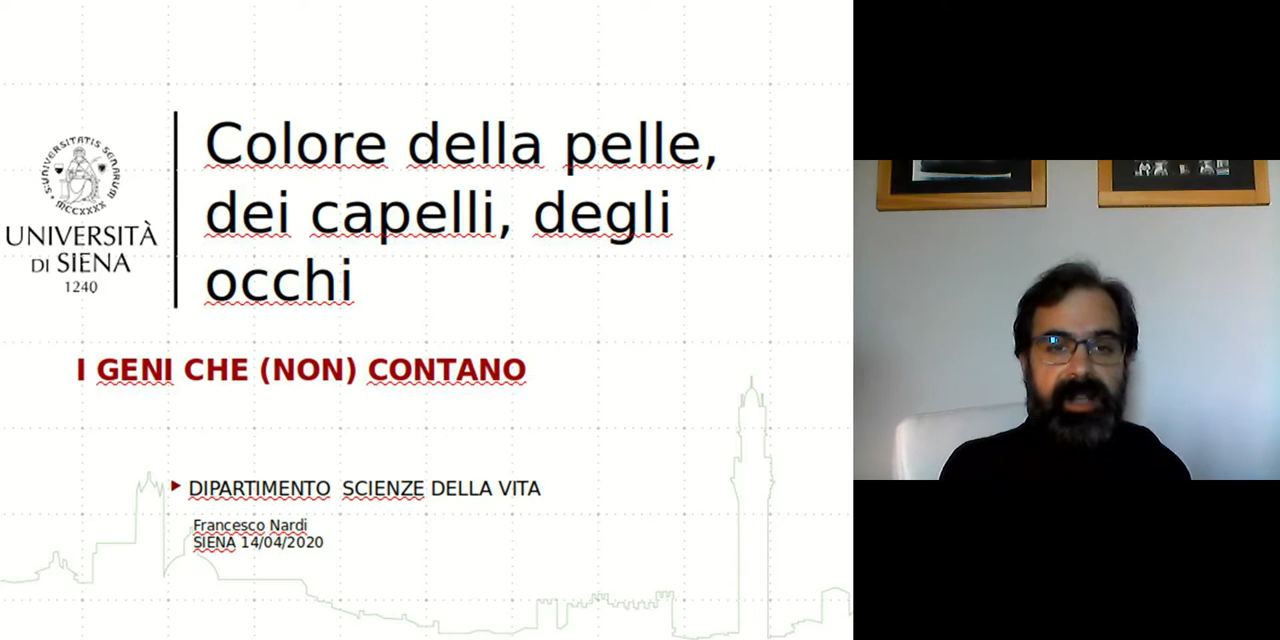 Colore della pelle,
dei capelli, degli
occhi
UNIVERSITÀ
DI SIENA
1240
I GENI CHE (NON) CONTANO
DIPARTIMENTO SCIENZE DELLA VITA
Francesco Nardi
SIENA 14/04/2020